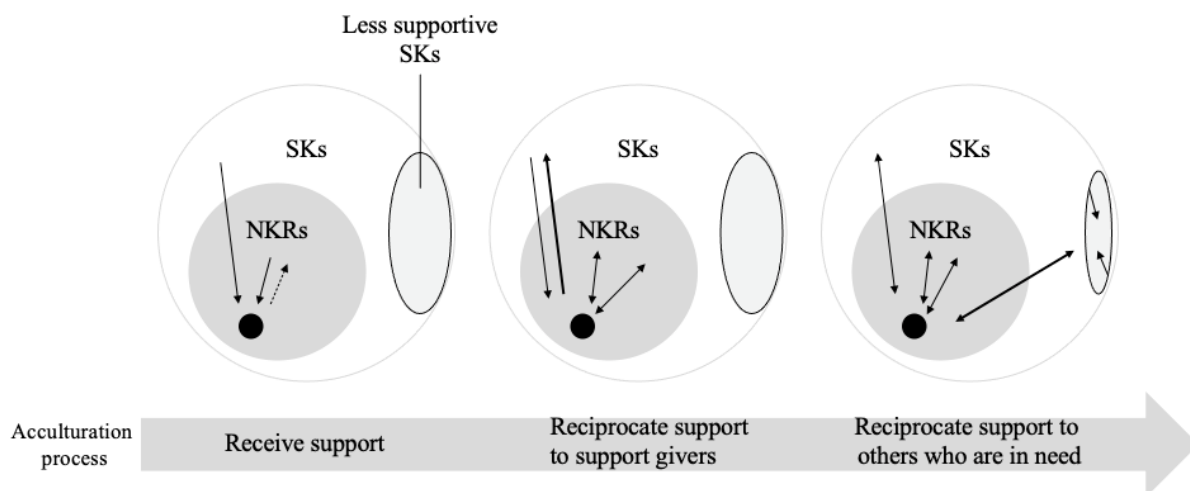 Less supportive
SKs
SKs
SKs
SKs
NKRs
NKRs
NKRs
Acculturation
process
Receive support
Reciprocate support
to support givers
Reciprocate support to
others who are in need